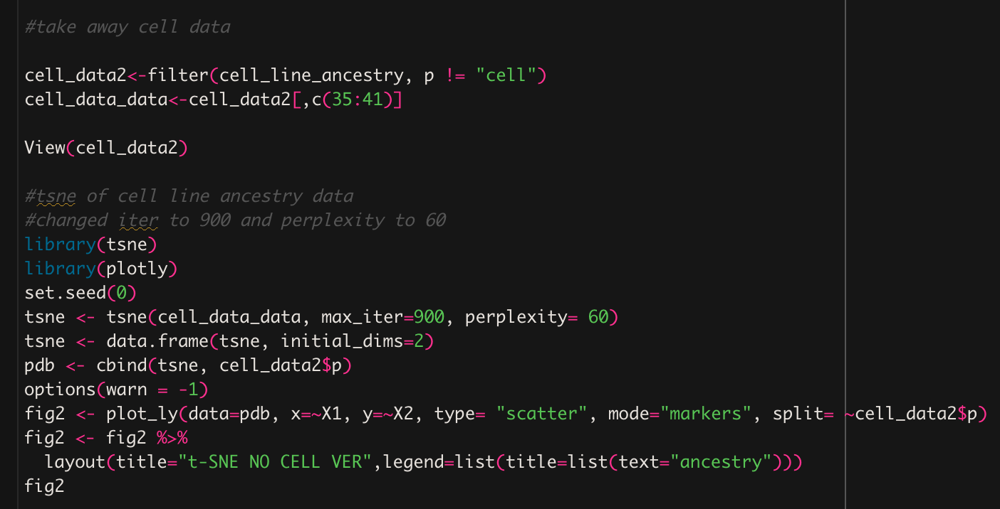 #take away cell data
cell_data2<-filter(cell_line_ancestry, p != "cell")
cell_data_data<-cell_data2[,c(35:41)]
View(cell_data2)
#tsne of cell line ancestry data
#changed iter to 900 and perplexity to 60
library(tsne)
library(plotly)
set.seed(0)
tsne <- tsne(cell_data_data, max_iter=900, perplexity= 60)
tsne <- data.frame(tsne, initial_dims=2)
pdb <- cbind(tsne, cell_data2$p)
options(warn = -1)
fig2 <- plot_ly(data=pdb, x=~X1, y=~X2, type= "scatter", mode="markers", split= ~cell_data2$p)
fig2 <- fig2 %>%
  layout(title="t-SNE NO CELL VER",legend=list(title=list(text="ancestry")))
fig2